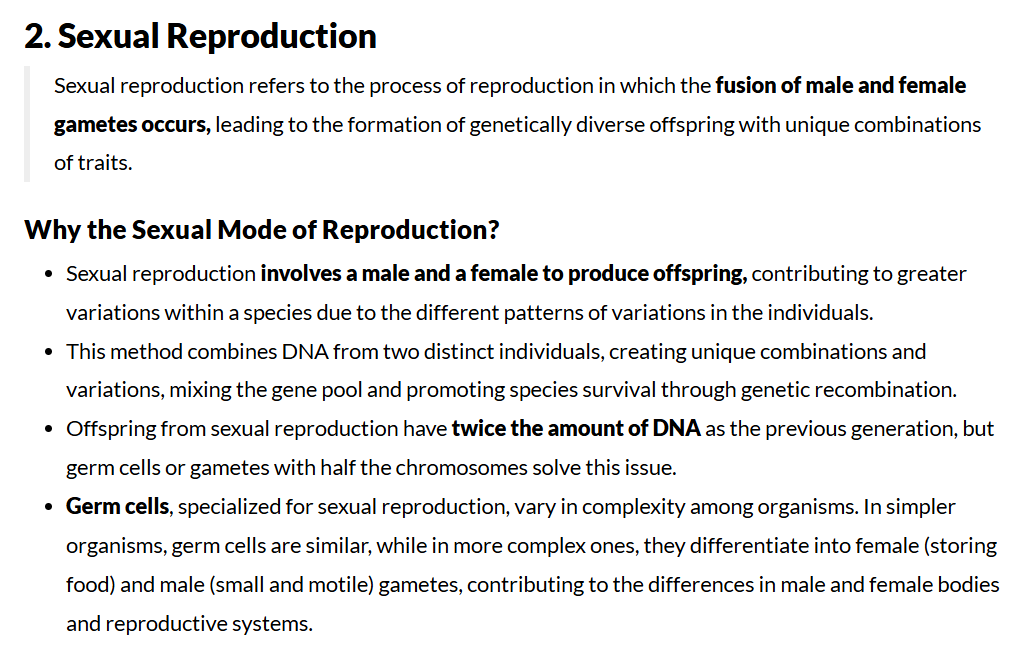 2. Sexual Reproduction
Sexual reproduction refers to the process of reproduction in which the fusion of male and female
gametes occurs, leading to the formation of genetically diverse offspring with unique combinations
of traits.
Why the Sexual Mode of Reproduction?
• Sexual reproduction involves a male and a female to produce offspring, contributing to greater
variations within a species due to the different patterns of variations in the individuals.
• This method combines DNA from two distinct individuals, creating unique combinations and
variations, mixing the gene pool and promoting species survival through genetic recombination.
• Offspring from sexual reproduction have twice the amount of DNA as the previous generation, but
germ cells or gametes with half the chromosomes solve this issue.
• Germ cells, specialized for sexual reproduction, vary in complexity among organisms. In simpler
organisms, germ cells are similar, while in more complex ones, they differentiate into female (storing
food) and male (small and motile) gametes, contributing to the differences in male and female bodies
and reproductive systems.